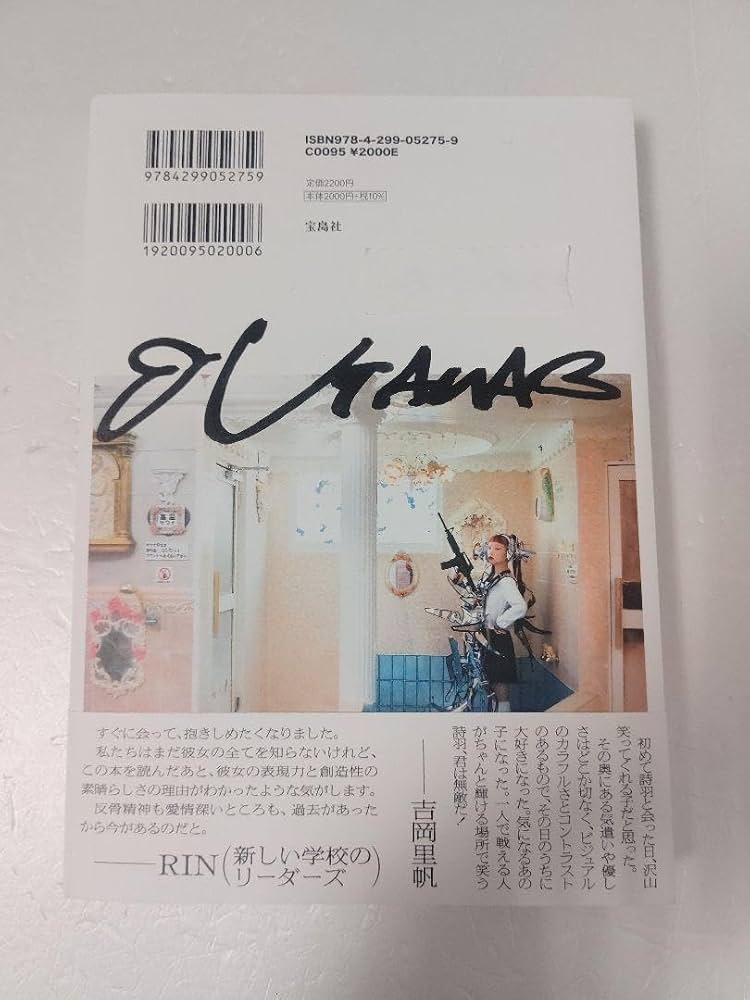 ISBN978-4-299-05275-9
C0095 ¥2000E
9784299052759
定価2200円
本体2000円+税10%
1920095020006
宝島社
初めて詩羽と会った日、沢山
笑ってくれる子だと思った。
その奥にある気遣いや優し
さはどこか切なく、ビジュアル
のカラフルさとコントラスト
のあるもので、その日のうちに
大好きになった。気になるあの
子になった。一人で戦える人
がちゃんと輝ける場所で笑う
詩羽、君は無敵だ!
——吉岡里帆
すぐに会って、抱きしめたくなりました。
私たちはまだ彼女の全てを知らないけれど、
この本を読んだあと、彼女の表現力と創造性の
素晴らしさの理由がわかったような気がします。
反骨精神も愛情深いところも、過去があった
から今があるのだと。
——RIN(新しい学校のリーダーズ)